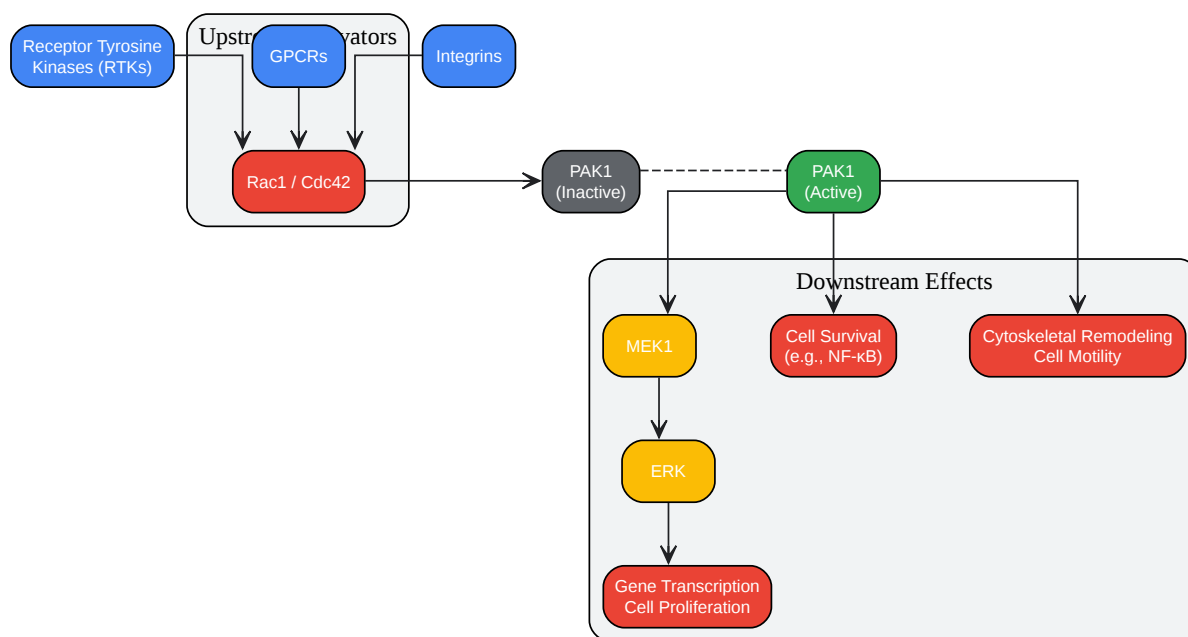 Upstre
vators
Receptor Tyrosine
Kinases (RTKs)
GPCRs
Integrins
Rac1 / Cdc42
PAK1
(Inactive)
PAK1
(Active)
Downstream Effects
MEK1
Cell Survival
(e.g., NF-κB)
Cytoskeletal Remodeling
Cell Motility
ERK
Gene Transcription
Cell Proliferation